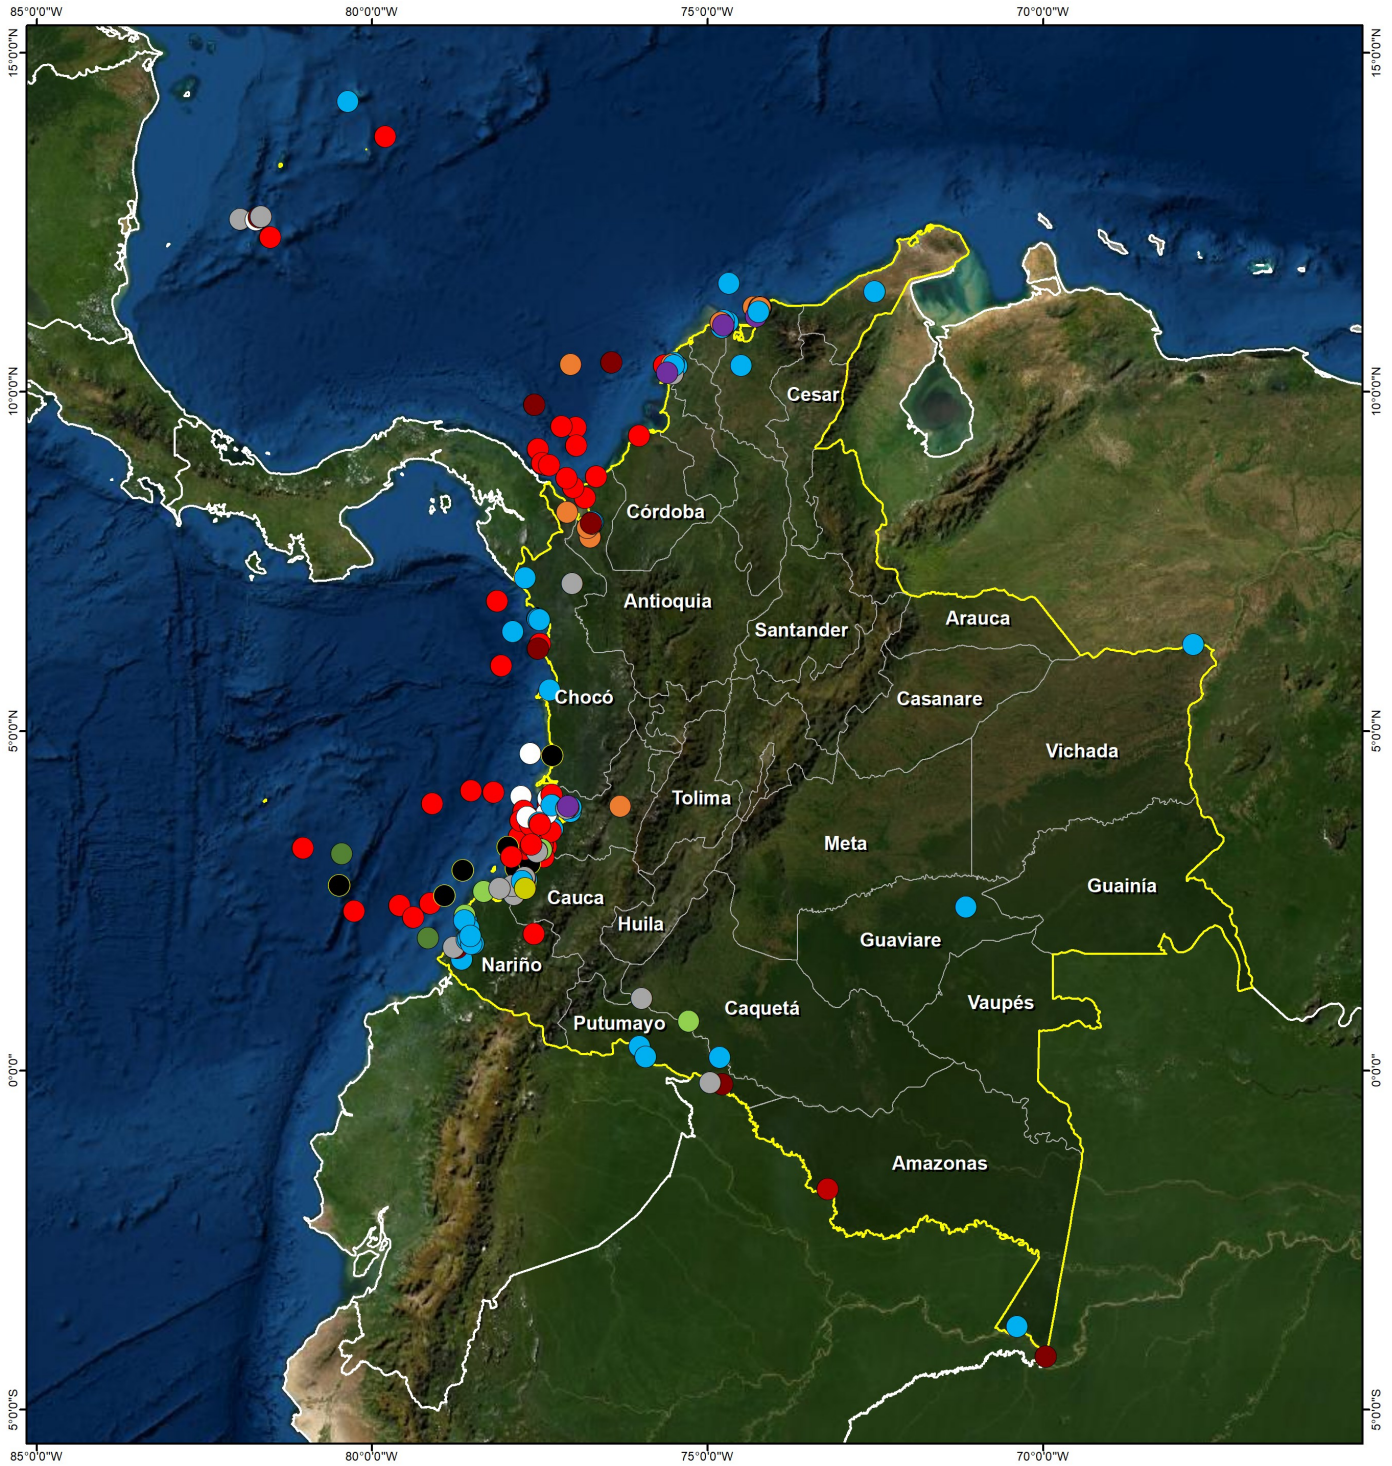 85°0'0"W 80°0'0"W 75°0'0"W 70°0'0"W
15°0'0"N 15°0'0"N
10°0'0"N 10°0'0"N
Cesar
Córdoba
Antioquia
Arauca
Santander
Chocó
Casanare
5°0'0"N 5°0'0"N
Vichada
Tolima
Meta
Guainía
Cauca
Huila
Guaviare
Nariño
Vaupés
Caquetá
Putumayo
0°0'0" 0°0'0"
Amazonas
5°0'0"S 5°0'0"S
85°0'0"W 80°0'0"W 75°0'0"W 70°0'0"W